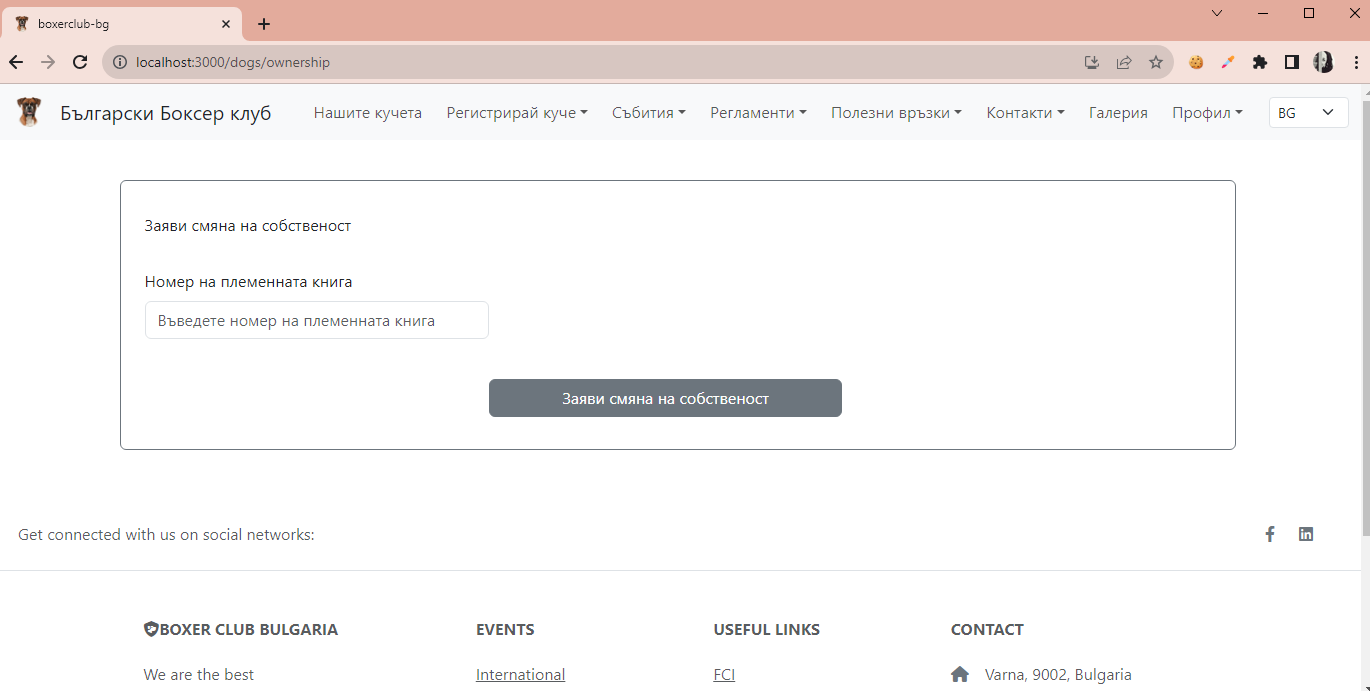 boxerclub-bg
localhost:3000/dogs/ownership
Български Боксер клуб Нашите кучета Регистрирай куче Събития Регламенти Полезни връзки Контакти Галерия Профил BG
Заяви смяна на собственост
Номер на племенната книга
Въведете номер на племенната книга
Заяви смяна на собственост
Get connected with us on social networks:
BOXER CLUB BULGARIA EVENTS USEFUL LINKS CONTACT
We are the best International FCI Varna, 9002, Bulgaria